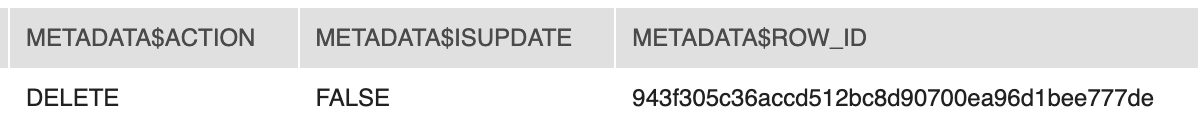 METADATA$ACTION METADATA$ISUPDATE METADATA$ROW_ID
DELETE FALSE 943f305c36accd512bc8d90700ea96d1bee777de